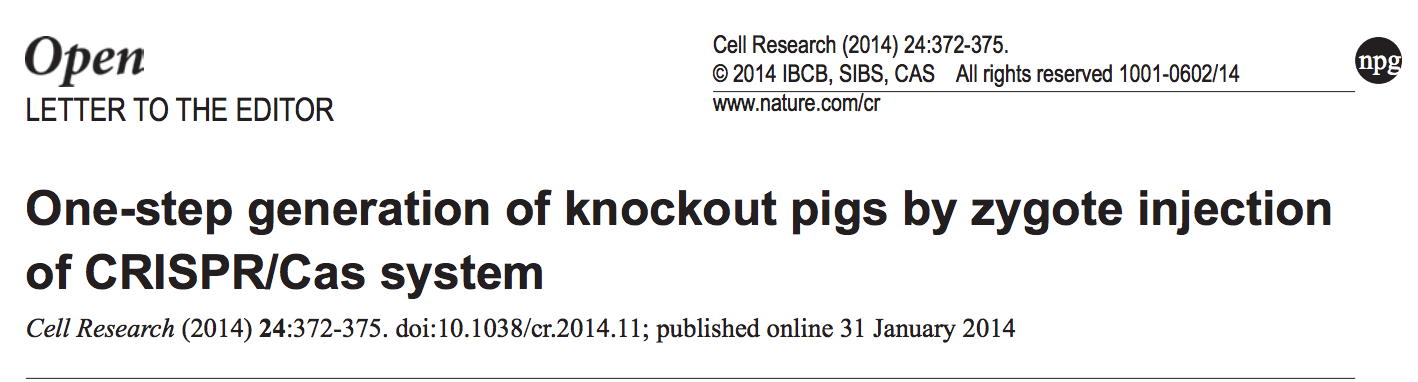 Open
LETTER TO THE EDITOR
Cell Research (2014) 24:372-375.
© 2014 IBCB, SIBS, CAS All rights reserved 1001-0602/14
www.nature.com/cr
npg
One-step generation of knockout pigs by zygote injection
of CRISPR/Cas system
Cell Research (2014) 24:372-375. doi:10.1038/cr.2014.11; published online 31 January 2014